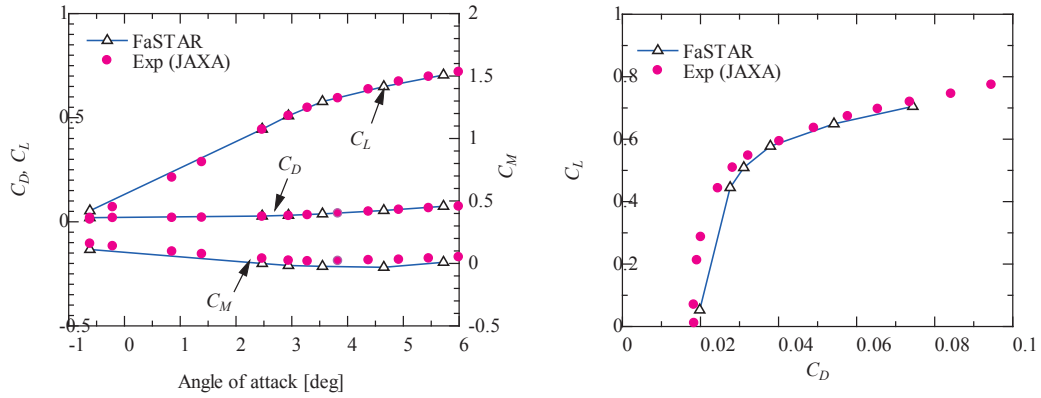 1
2
FaSTAR
Exp (JAXA)
1.5
0.5
1
C_D, C_L
C_L
C_M
C_D
0.5
0
0
C_M
-0.5
-0.5
-1
0
1
2
3
4
5
6
Angle of attack [deg]
1
FaSTAR
Exp (JAXA)
0.8
0.6
C_L
0.4
0.2
0
0
0.02
0.04
0.06
0.08
0.1
C_D